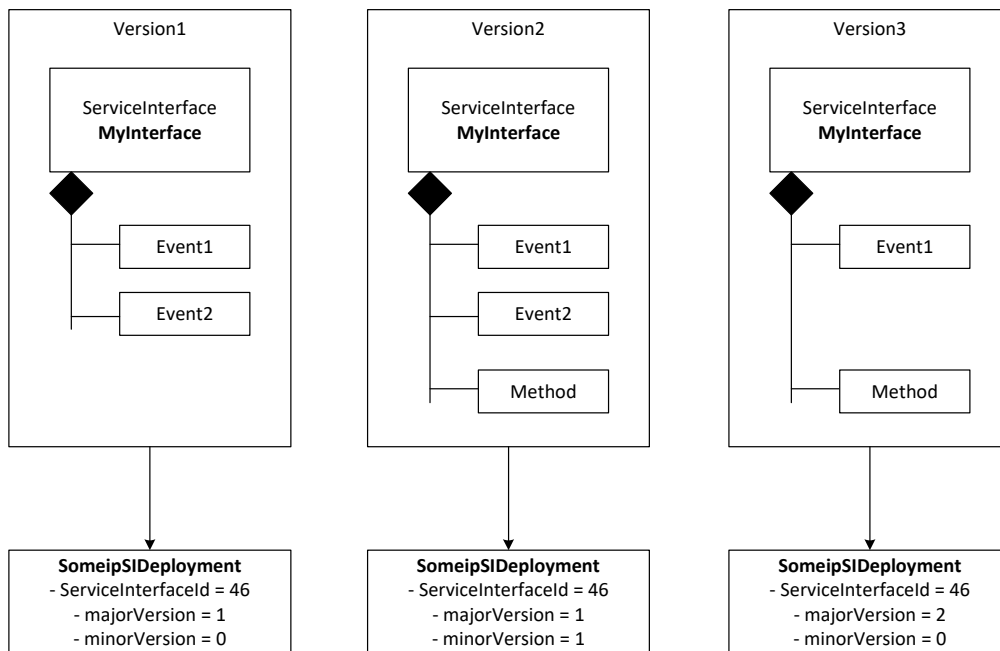 Version1
ServiceInterface
MyInterface
Event1
Event2
SomeipSIDeployment
- ServiceInterfaceId = 46
- majorVersion = 1
- minorVersion = 0
Version2
ServiceInterface
MyInterface
Event1
Event2
Method
SomeipSIDeployment
- ServiceInterfaceId = 46
- majorVersion = 1
- minorVersion = 1
Version3
ServiceInterface
MyInterface
Event1
Method
SomeipSIDeployment
- ServiceInterfaceId = 46
- majorVersion = 2
- minorVersion = 0